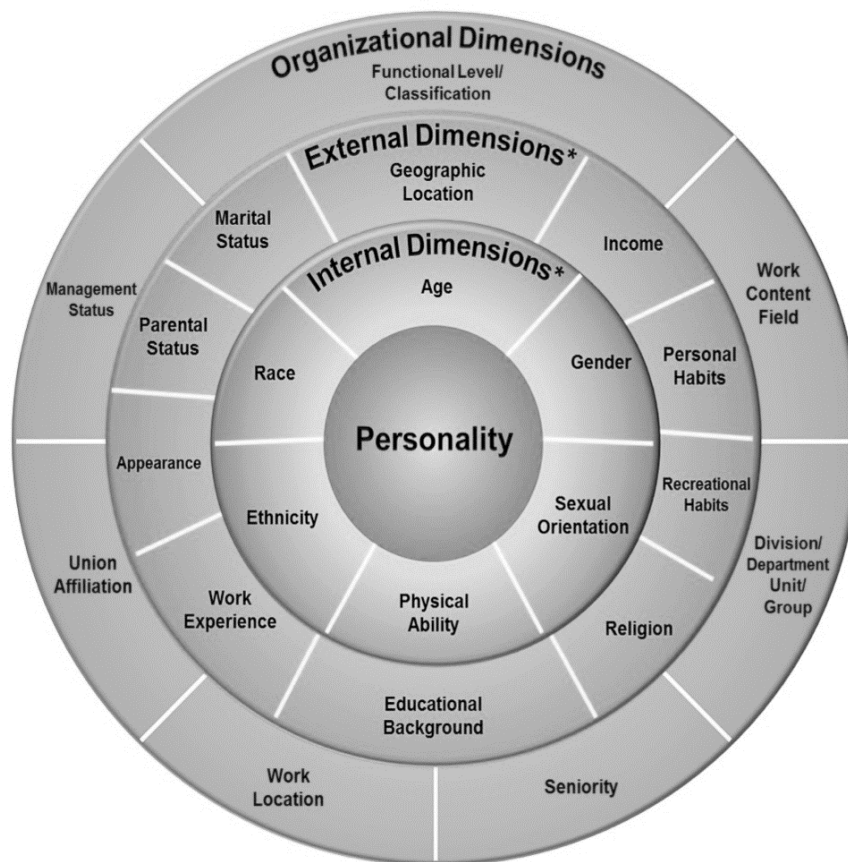 Organizational Dimensions
Functional Level/
Classification
External Dimensions*
Geographic
Location
Marital
Status
Income
Internal Dimensions*
Age
Management
Status
Work
Content
Field
Parental
Status
Race
Gender
Personal
Habits
Personality
Appearance
Recreational
Habits
Ethnicity
Sexual
Orientation
Union
Affiliation
Division/
Department
Unit/
Group
Work
Experience
Physical
Ability
Religion
Educational
Background
Work
Location
Seniority